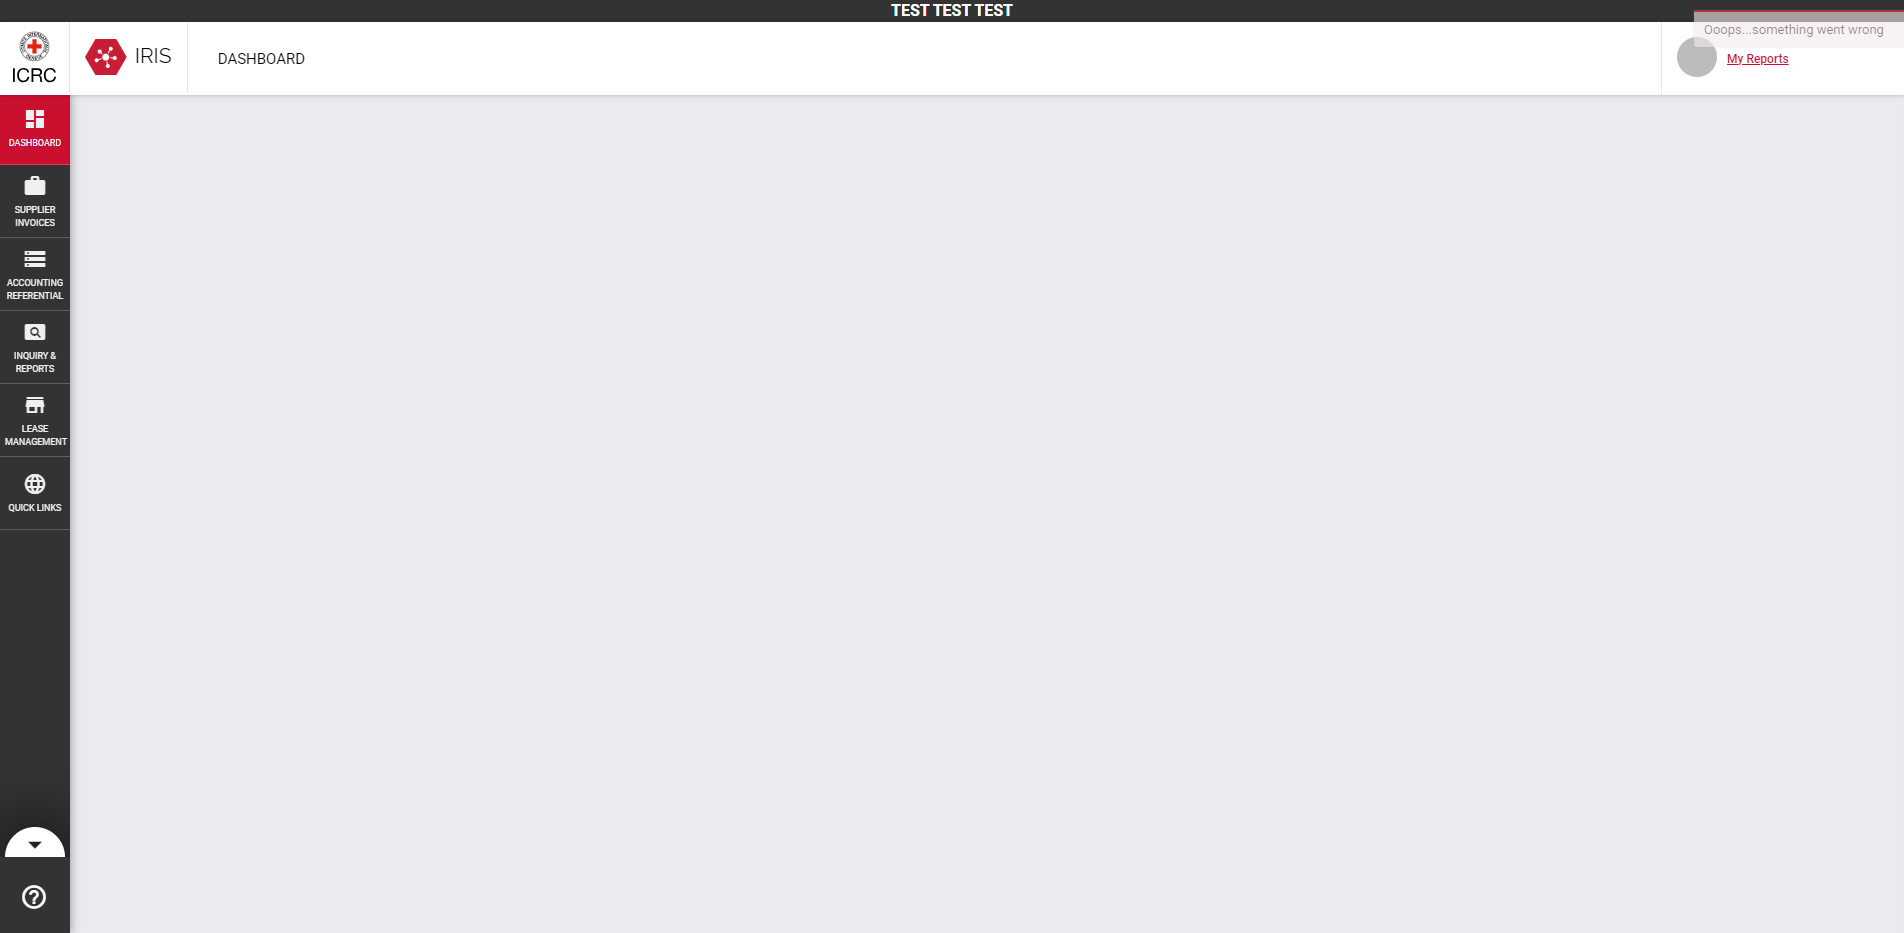 TEST TEST TEST
ICRC
IRIS
DASHBOARD
Ooops...something went wrong
My Reports
DASHBOARD
SUPPLIER
INVOICES
ACCOUNTING
REFERENTIAL
INQUIRY &
REPORTS
LEASE
MANAGEMENT
QUICK LINKS